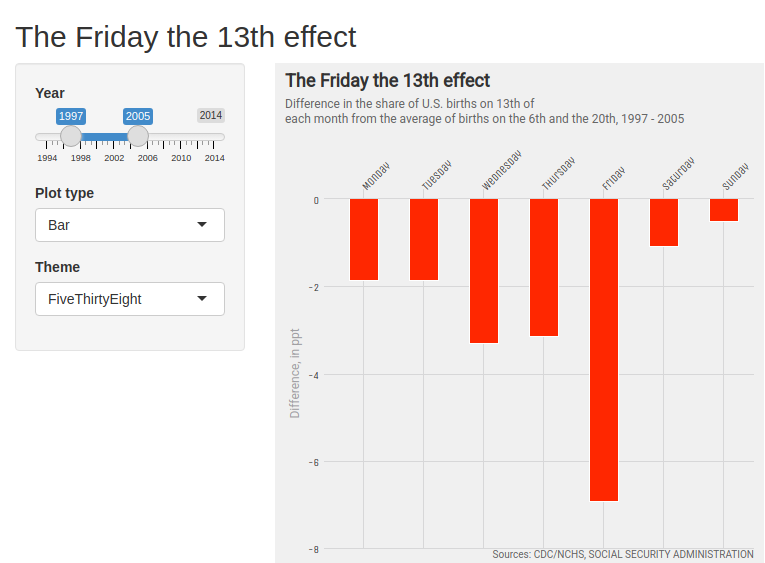 The Friday the 13th effect
Year
1997 2005 2014
1994 1998 2002 2006 2010 2014
Plot type
Bar
Theme
FiveThirtyEight
The Friday the 13th effect
Difference in the share of U.S. births on 13th of
each month from the average of births on the 6th and the 20th, 1997 - 2005
Monday Tuesday Wednesday Thursday Friday Saturday Sunday
0
-2
-4
-6
-8
Difference, in ppt
Sources: CDC/NCHS, SOCIAL SECURITY ADMINISTRATION